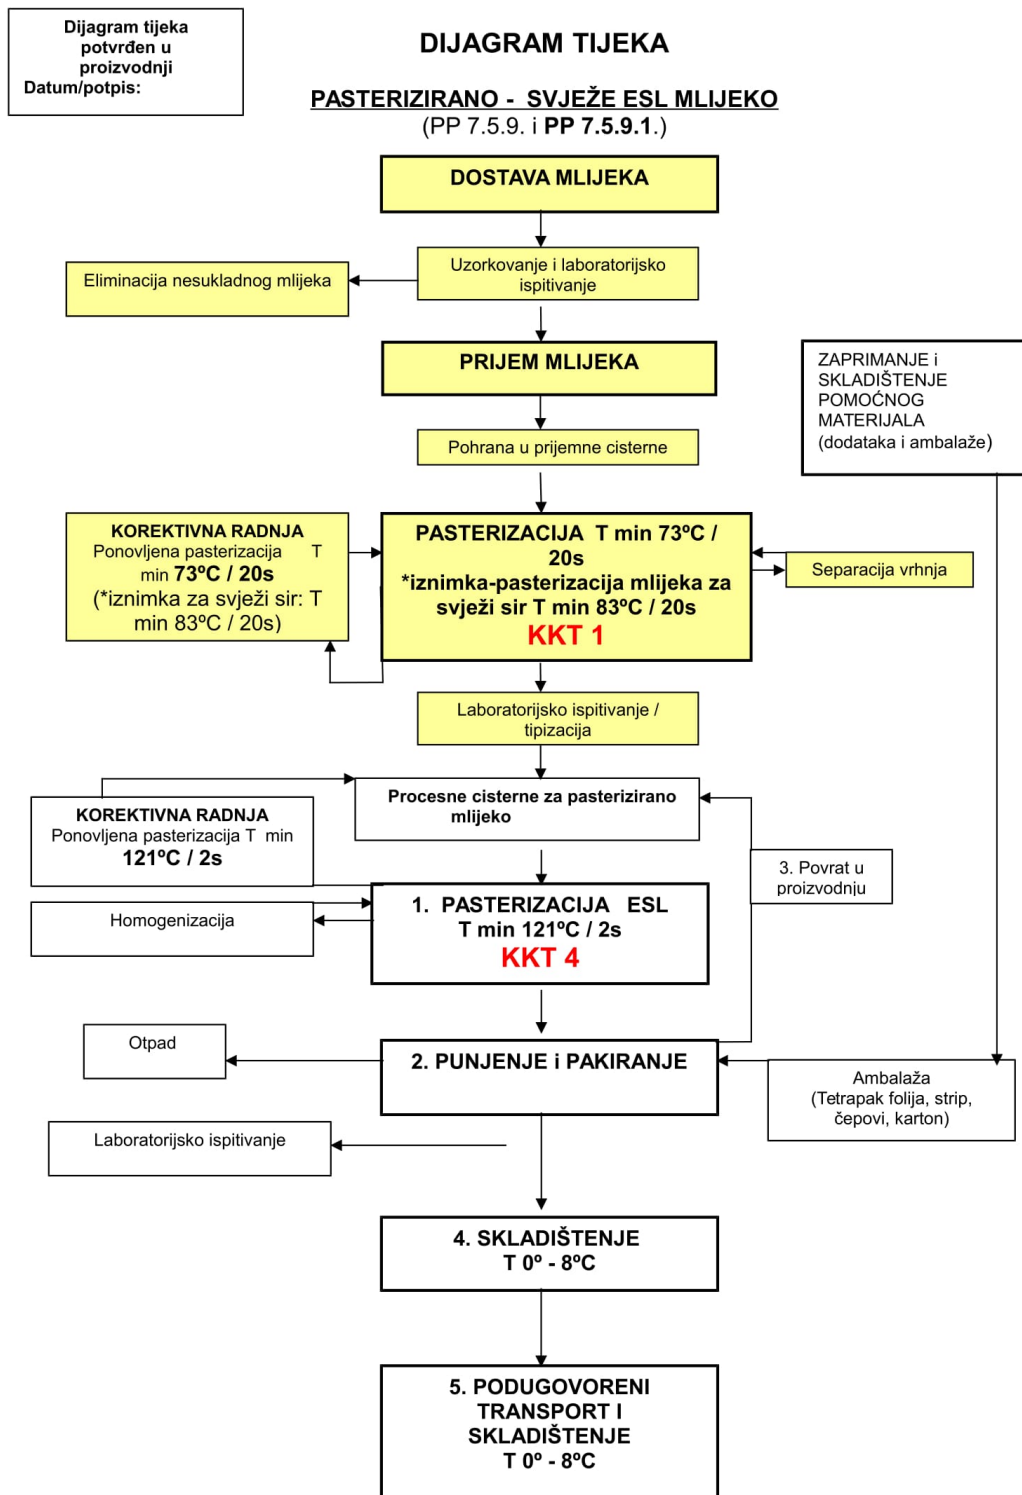 Dijagram tijeka
potvrđen u
proizvodnji
Datum/potpis:
DIJAGRAM TIJEKA
PASTERIZIRANO - SVJEŽE ESL MLIJEKO
(PP 7.5.9. i PP 7.5.9.1.)
DOSTAVA MLIJEKA
Uzorkovanje i laboratorijsko
ispitivanje
Eliminacija nesukladnog mlijeka
PRIJEM MLIJEKA
ZAPRIMANJE i
SKLADIŠTENJE
POMOĆNOG
MATERIJALA
(dodataka i ambalaže)
Pohrana u prijemne cisterne
KOREKTIVNA RADNJA
Ponovljena pasterizacija T
min 73ºC / 20s
(*iznimka za svježi sir: T
min 83ºC / 20s)
PASTERIZACIJA T min 73ºC /
20s
*iznimka-pasterizacija mlijeka za
svježi sir T min 83ºC / 20s
KKT 1
Separacija vrhnja
Laboratorijsko ispitivanje /
tipizacija
Procesne cisterne za pasterizirano
mlijeko
KOREKTIVNA RADNJA
Ponovljena pasterizacija T min
121ºC / 2s
3. Povrat u
proizvodnju
1. PASTERIZACIJA ESL
T min 121ºC / 2s
KKT 4
Homogenizacija
Otpad
2. PUNJENJE i PAKIRANJE
Ambalaža
(Tetrapak folija, strip,
čepovi, karton)
Laboratorijsko ispitivanje
4. SKLADIŠTENJE
T 0º - 8ºC
5. PODUGOVORENI
TRANSPORT I
SKLADIŠTENJE
T 0º - 8ºC